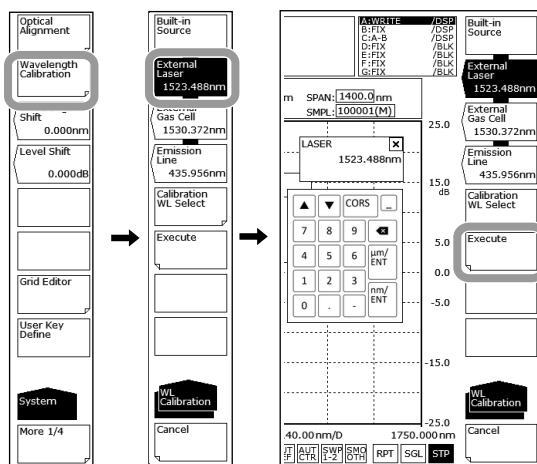 Optical
Alignment
Wavelength
Calibration
Shift
0.000nm
Level Shift
0.000dB
Grid Editor
User Key
Define
System
More 1/4
Built-in
Source
External
Laser
1523.488nm
External
Gas Cell
1530.372nm
Emission
Line
435.956nm
Calibration
WL Select
Execute
WL
Calibration
Cancel
A:WRITE /DSP
B:FIX /DSP
C:A-B /DSP
D:FIX /BLK
E:FIX /BLK
F:FIX /BLK
G:FIX /BLK
m SPAN: 1400.0 nm
SMPL: 100001(M)
25.0
LASER
1523.488nm
15.0
dB
CORS _
7 8 9
4 5 6 µm/
ENT
1 2 3 nm/
ENT
0 . -
5.0
0.0
-5.0
-15.0
-25.0
40.00nm/D 1750.000nm
AUT
CTR
SWP
1-2
SMO
OTH
RPT SGL STP
Built-in
Source
External
Laser
1523.488nm
External
Gas Cell
1530.372nm
Emission
Line
435.956nm
Calibration
WL Select
Execute
WL
Calibration
Cancel